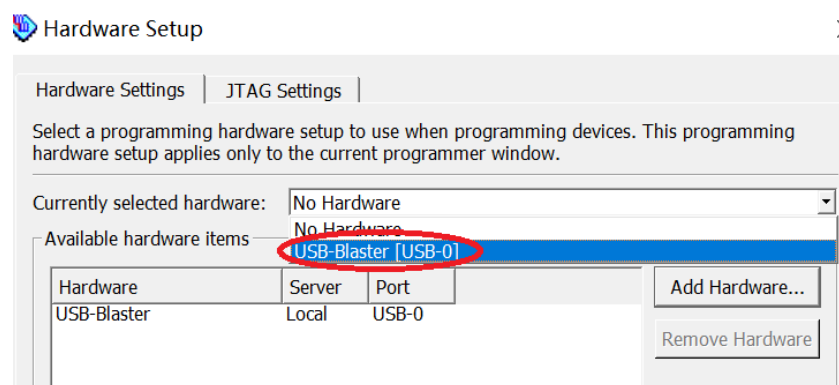 Hardware Setup
Hardware Settings JTAG Settings
Select a programming hardware setup to use when programming devices. This programming
hardware setup applies only to the current programmer window.
Currently selected hardware: No Hardware
No Hardware
Available hardware items
USB-Blaster [USB-0]
Hardware Server Port
Add Hardware...
USB-Blaster Local USB-0
Remove Hardware